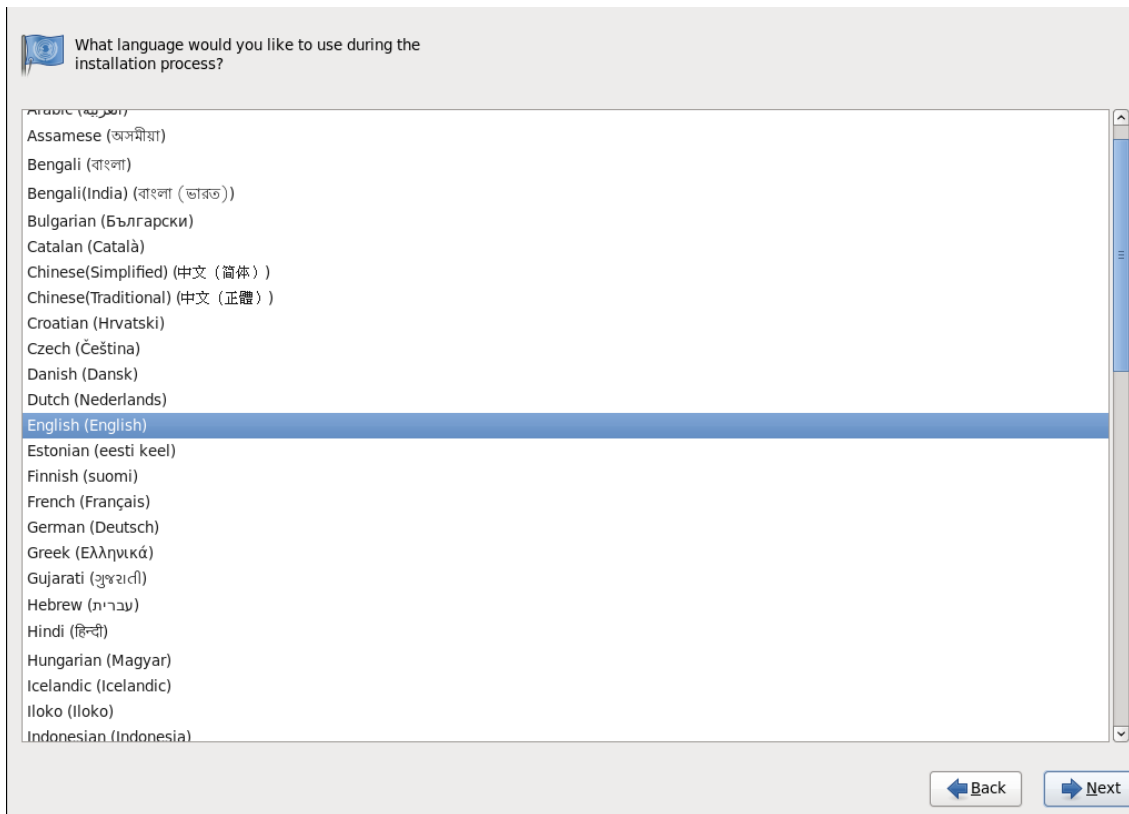 What language would you like to use during the
installation process?
Arabic (العربية)
Assamese (অসমীয়া)
Bengali (বাংলা)
Bengali(India) (বাংলা (ভারত))
Bulgarian (Български)
Catalan (Català)
Chinese(Simplified) (中文（简体）)
Chinese(Traditional) (中文（正體）)
Croatian (Hrvatski)
Czech (Čeština)
Danish (Dansk)
Dutch (Nederlands)
English (English)
Estonian (eesti keel)
Finnish (suomi)
French (Français)
German (Deutsch)
Greek (Ελληνικά)
Gujarati (ગુજરાતી)
Hebrew (עברית)
Hindi (हिन्दी)
Hungarian (Magyar)
Icelandic (Icelandic)
Iloko (Iloko)
Indonesian (Indonesia)
Back
Next